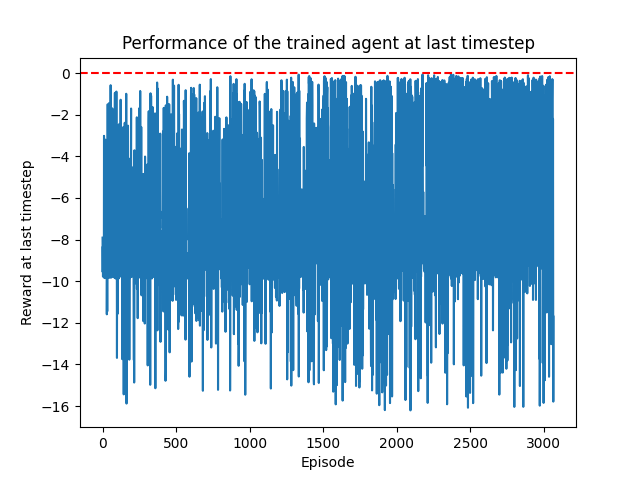 Performance of the trained agent at last timestep
Reward at last timestep
0
−2
−4
−6
−8
−10
−12
−14
−16
0 500 1000 1500 2000 2500 3000
Episode